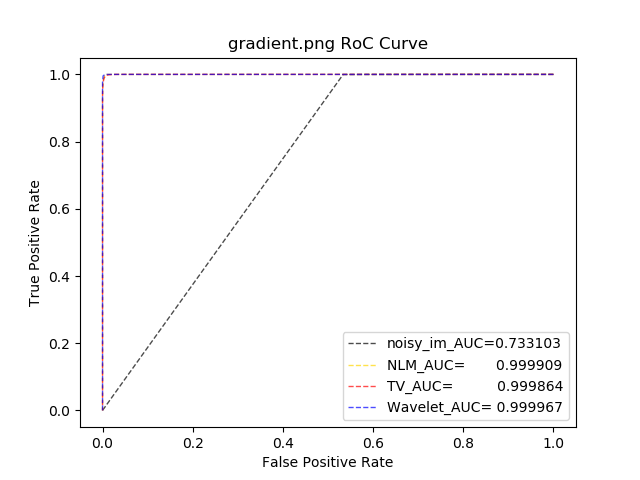 gradient.png RoC Curve
True Positive Rate
1.0
0.8
0.6
0.4
0.2
0.0
noisy_im_AUC=0.733103
NLM_AUC= 0.999909
TV_AUC= 0.999864
Wavelet_AUC= 0.999967
0.0 0.2 0.4 0.6 0.8 1.0
False Positive Rate